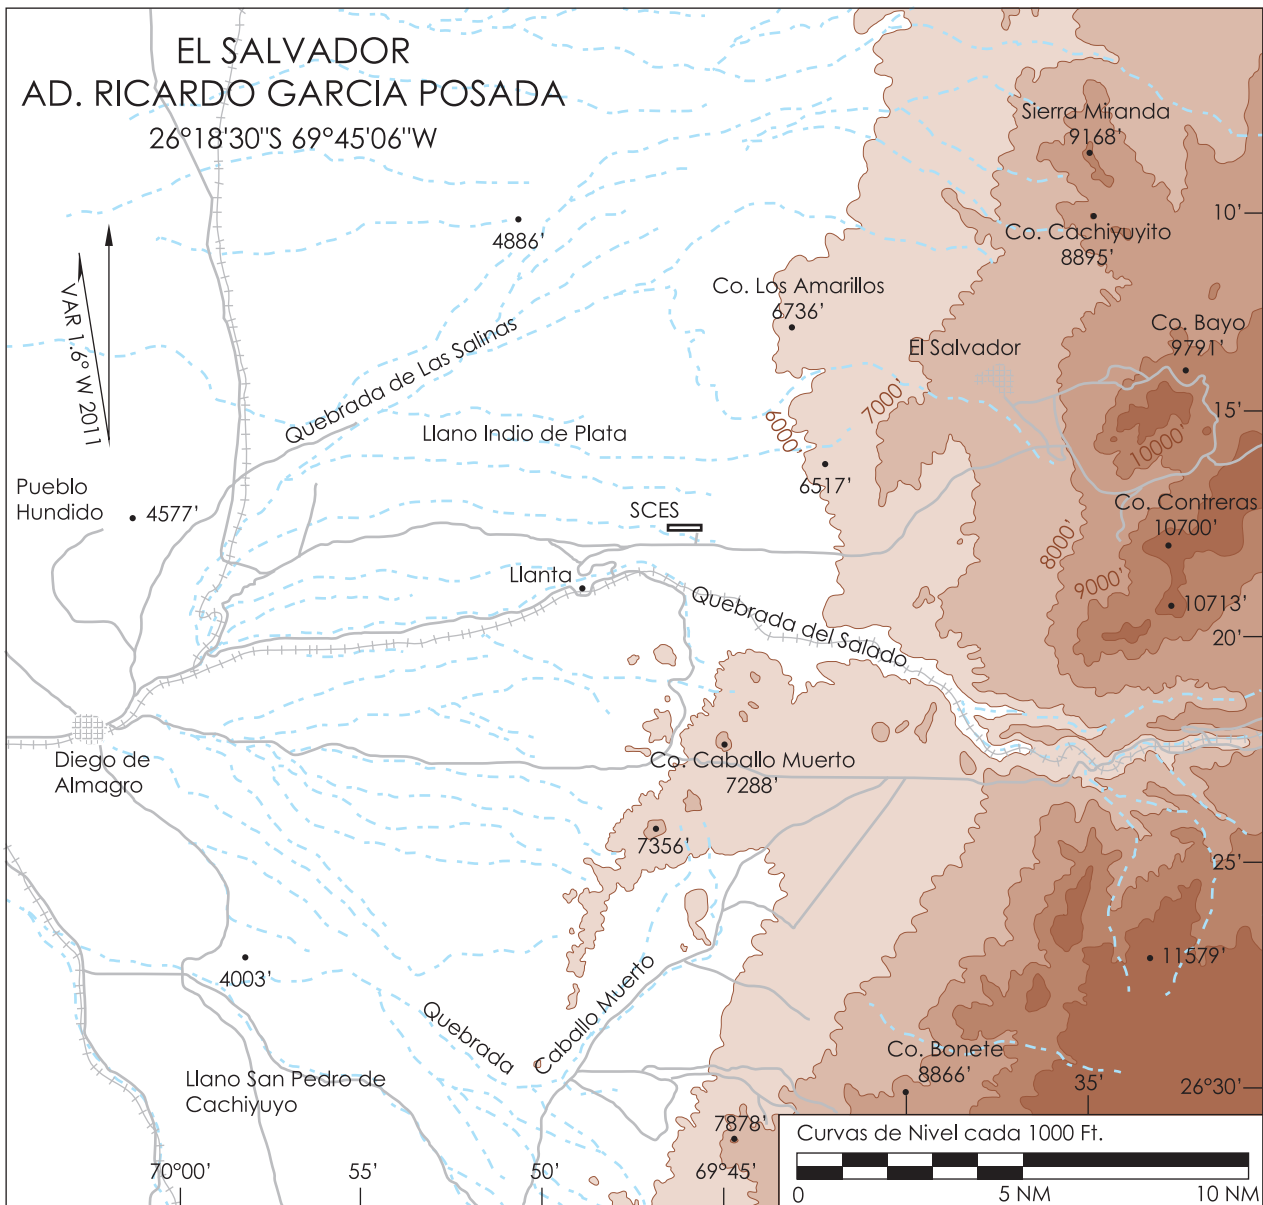 EL SALVADOR
AD. RICARDO GARCIA POSADA
26°18'30"S 69°45'06"W
Sierra Miranda
9168'
10'
4886'
Co. Cachiyuyito
8895'
VAR 1.6° W 2011
Co. Los Amarillos
6736'
Co. Bayo
9791'
El Salvador
Quebrada de Las Salinas
7000'
6000'
15'
Llano Indio de Plata
10000'
6517'
Pueblo
Hundido
4577'
SCES
Co. Contreras
10700'
8000'
9000'
Llanta
10713'
Quebrada del Salado
20'
Diego de
Almagro
Co. Caballo Muerto
7288'
7356'
25'
4003'
11579'
Quebrada
Caballo Muerto
Co. Bonete
8866'
Llano San Pedro de
Cachiyuyo
35'
26°30'
7878'
70°00'
55'
50'
69°45'
Curvas de Nivel cada 1000 Ft.
0
5 NM
10 NM